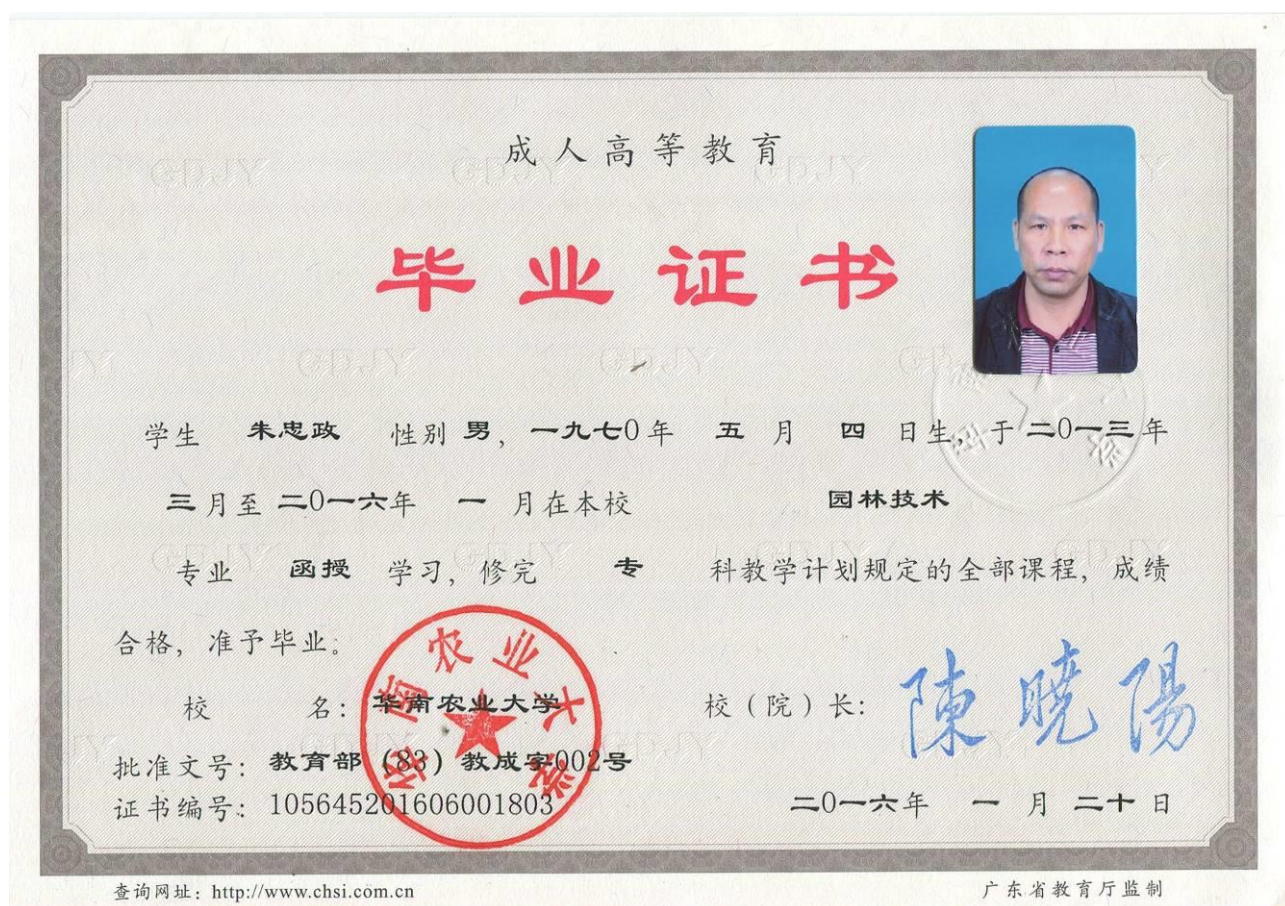 成人高等教育
毕业证书
学生 朱忠政 性别 男, 一九七0年 五 月 四 日生, 于 二0一三年
三月至 二0一六年 一 月在本校 园林技术
专业 函授 学习, 修完 专 科教学计划规定的全部课程, 成绩
合格, 准予毕业。
校 名: 华南农业大学 校(院)长: 陳曉陽
华南农业大学
批准文号: 教育部(83)教成字002号
证书编号: 105645201606001803 二0一六年 一 月 二十 日
查询网址: http://www.chsi.com.cn 广东省教育厅监制
GDJY